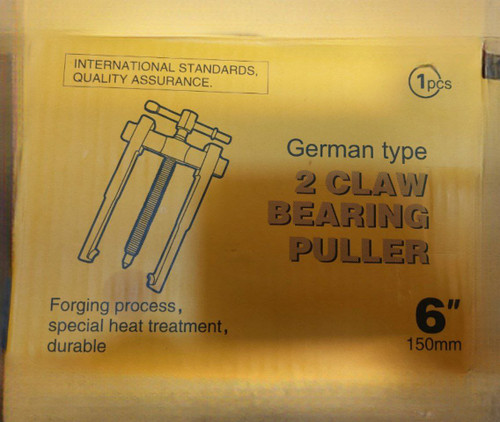 INTERNATIONAL STANDARDS,
QUALITY ASSURANCE.
1pcs
German type
2 CLAW
BEARING
PULLER
Forging process,
special heat treatment,
durable
6"
150mm